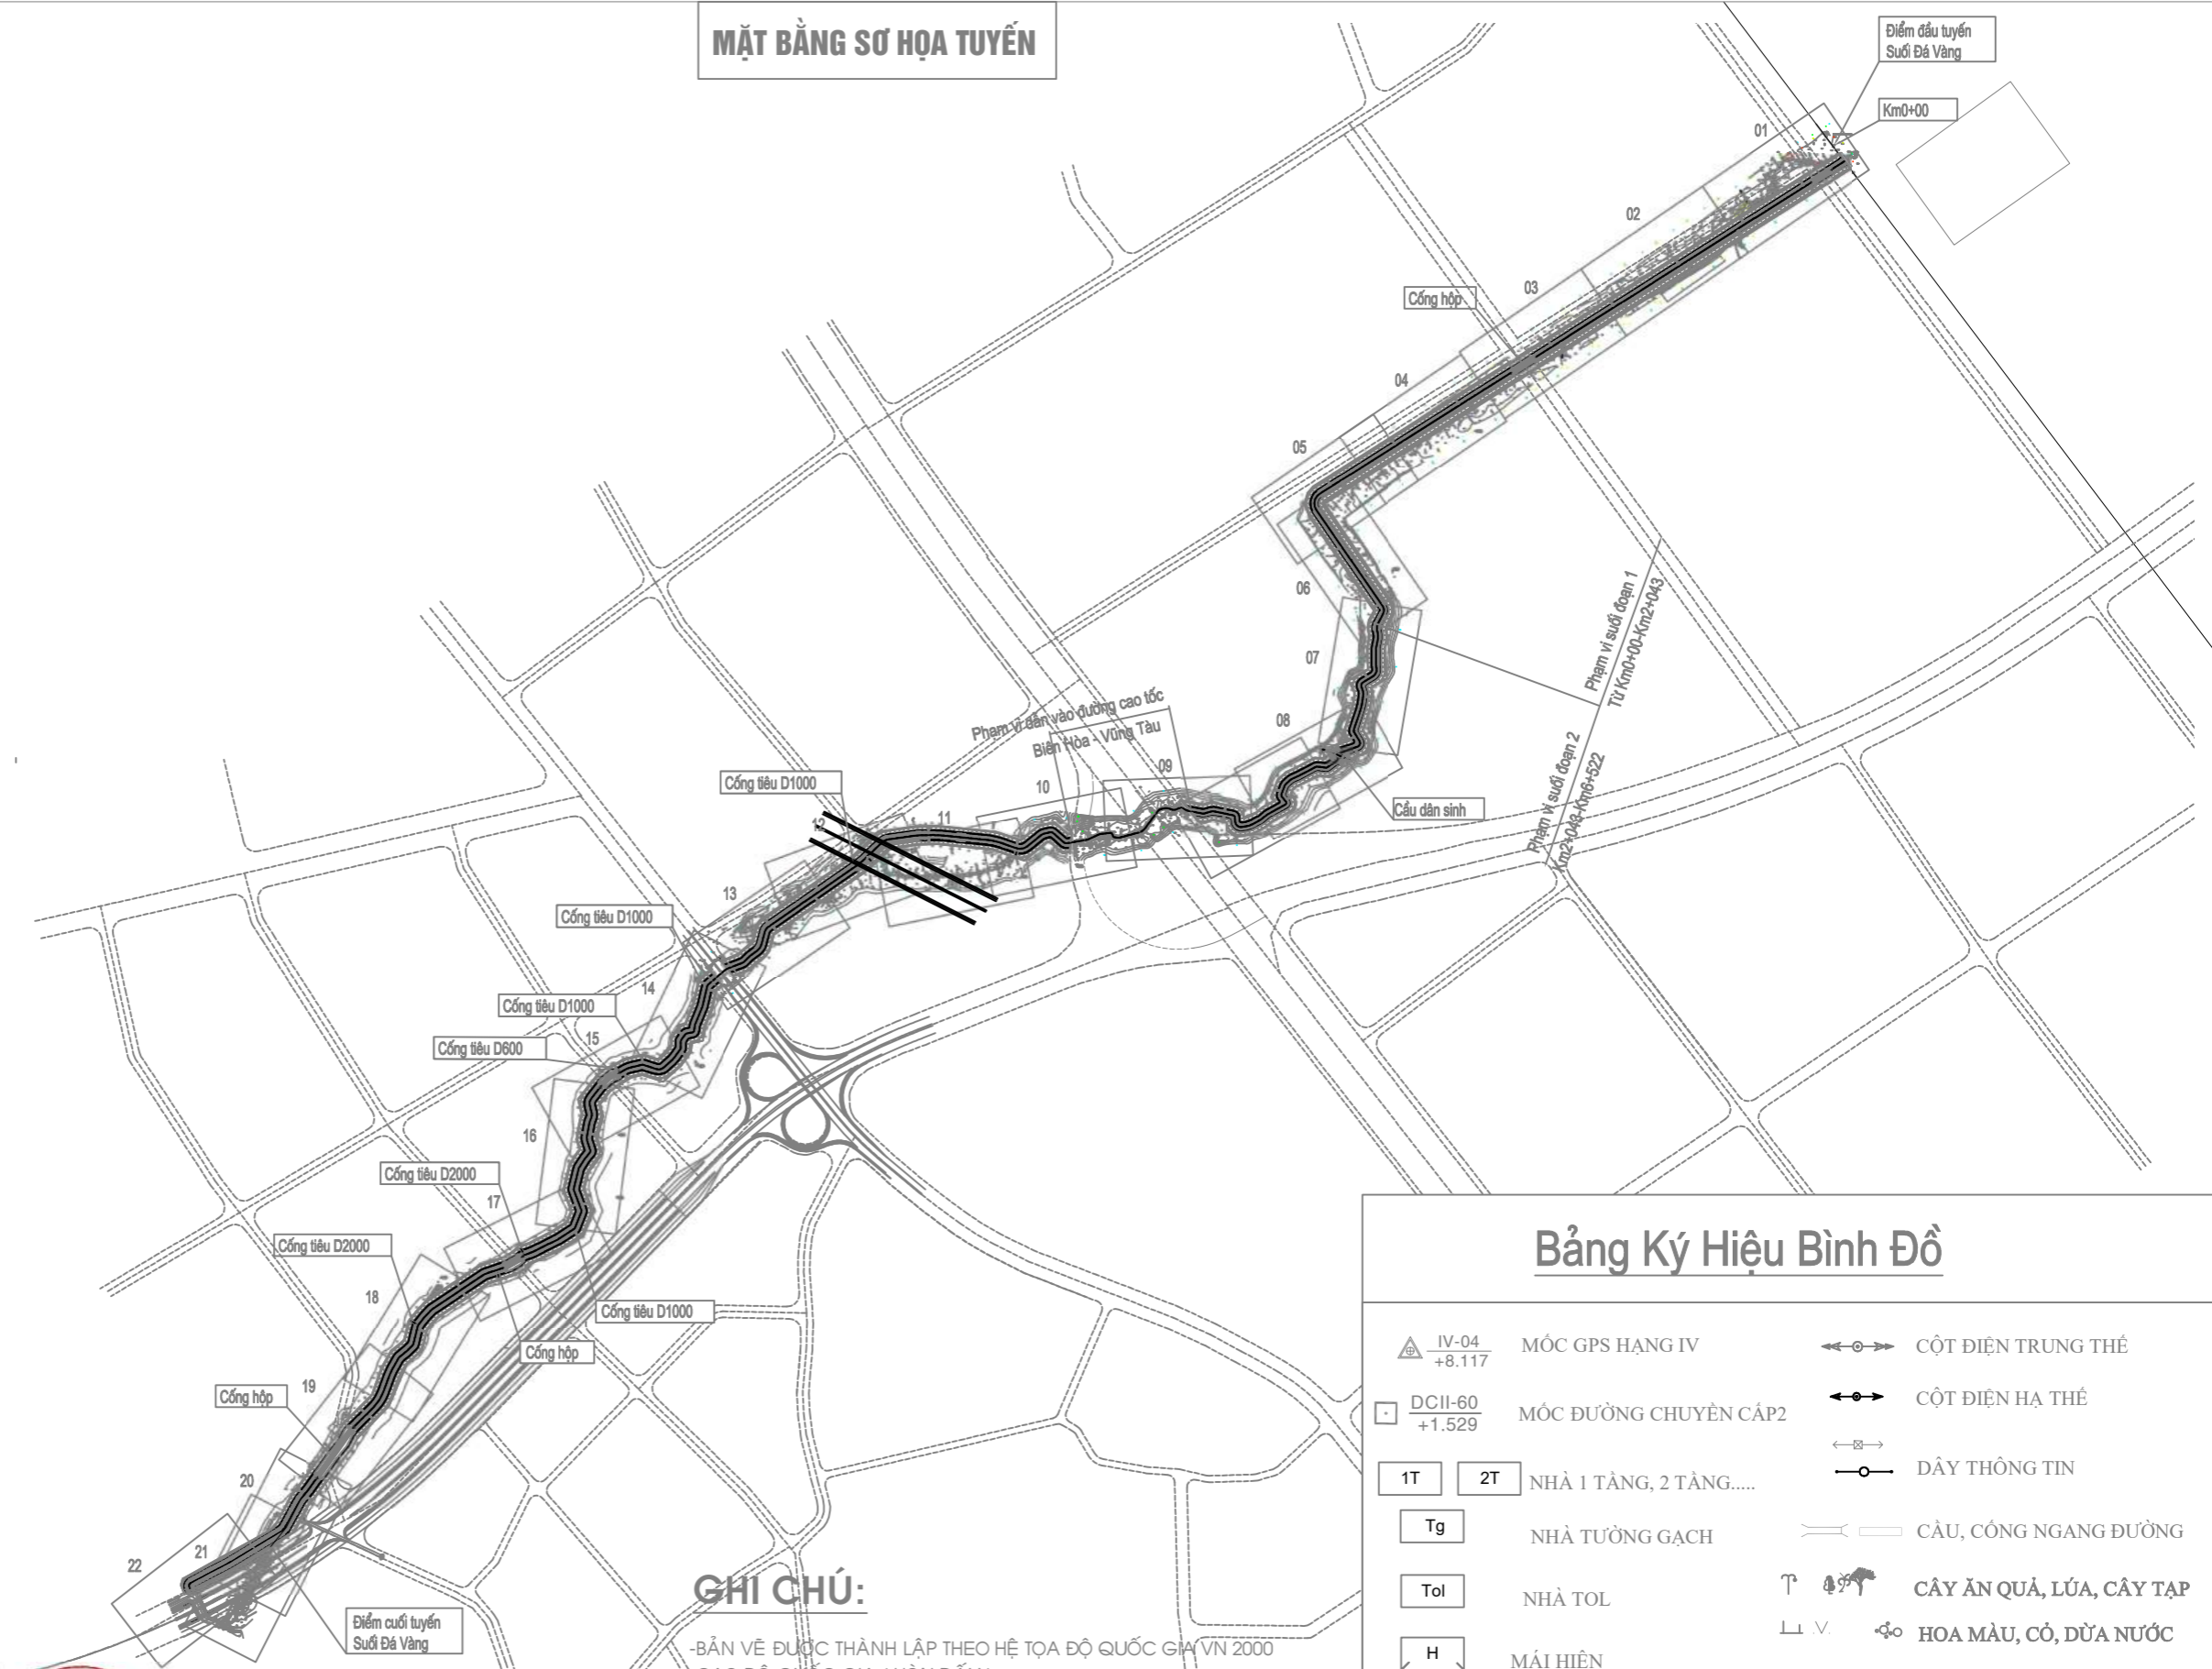 MẶT BẰNG SƠ HỌA TUYẾN
Điểm đầu tuyến
Suối Đá Vàng
Km0+00
01
02
03
Cống hộp
04
05
06
07
Phạm vi suối đoạn 1
Từ Km0+00-Km2+043
Phạm vi suối đoạn 2
Km2+043-Km6+522
08
Cầu dân sinh
Phạm vi dẫn vào đường cao tốc
Biên Hòa - Vũng Tàu
09
10
11
Cống tiêu D1000
12
13
Cống tiêu D1000
14
Cống tiêu D1000
15
Cống tiêu D600
16
Cống tiêu D2000
17
Cống tiêu D2000
18
Cống tiêu D1000
Cống hộp
19
Cống hộp
20
21
22
Điểm cuối tuyến
Suối Đá Vàng
GHI CHÚ:
-BẢN VẼ ĐƯỢC THÀNH LẬP THEO HỆ TỌA ĐỘ QUỐC GIA VN 2000
Bảng Ký Hiệu Bình Đồ
IV-04
+8.117
MỐC GPS HẠNG IV
CỘT ĐIỆN TRUNG THẾ
DCII-60
+1.529
MỐC ĐƯỜNG CHUYỀN CẤP2
CỘT ĐIỆN HẠ THẾ
1T 2T NHÀ 1 TẦNG, 2 TẦNG.....
DÂY THÔNG TIN
Tg NHÀ TƯỜNG GẠCH
CẦU, CỐNG NGANG ĐƯỜNG
Tol NHÀ TOL
CÂY ĂN QUẢ, LÚA, CÂY TẠP
H MÁI HIÊN
HOA MÀU, CỎ, DỪA NƯỚC